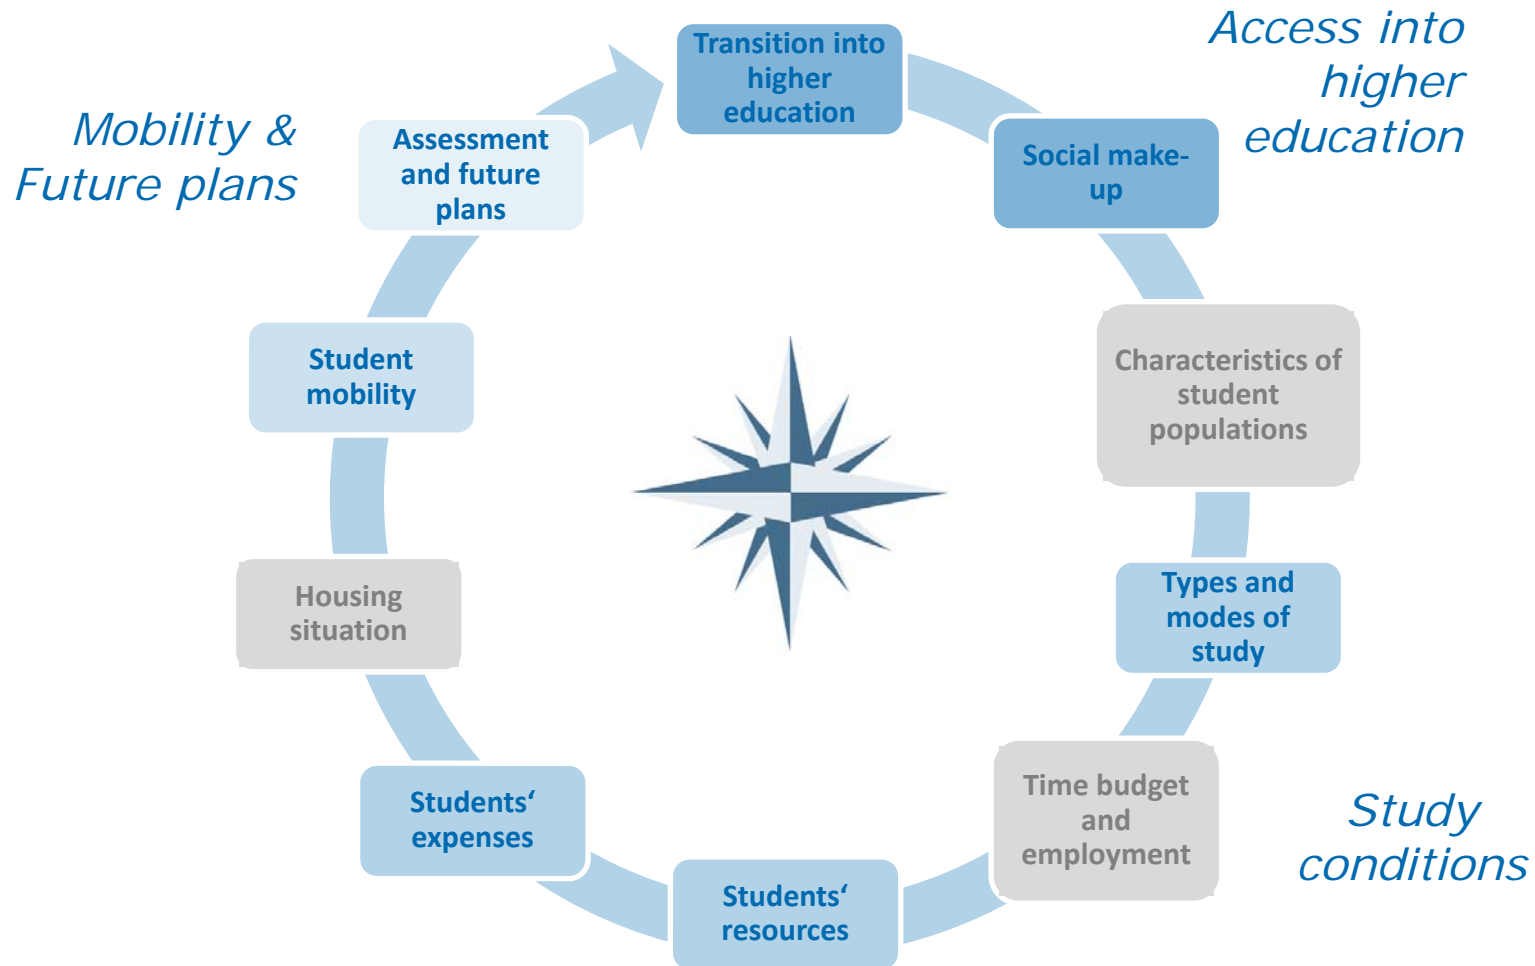 Transition into
higher
education
Access into
higher
education
Social make-
up
Characteristics of
student
populations
Types and
modes of
study
Time budget
and
employment
Study
conditions
Students‘
resources
Students‘
expenses
Housing
situation
Student
mobility
Assessment
and future
plans
Mobility &
Future plans